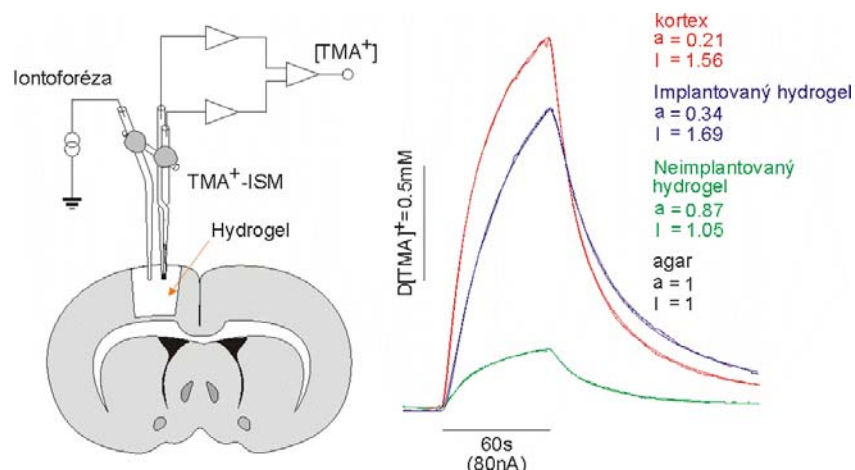 Iontoforéza
[TMA+]
TMA+-ISM
Hydrogel
D[TMA]+=0.5mM
60s
(80nA)
kortex
a = 0.21
l = 1.56
Implantovaný hydrogel
a = 0.34
l = 1.69
Neimplantovaný
hydrogel
a = 0.87
l = 1.05
agar
a = 1
l = 1